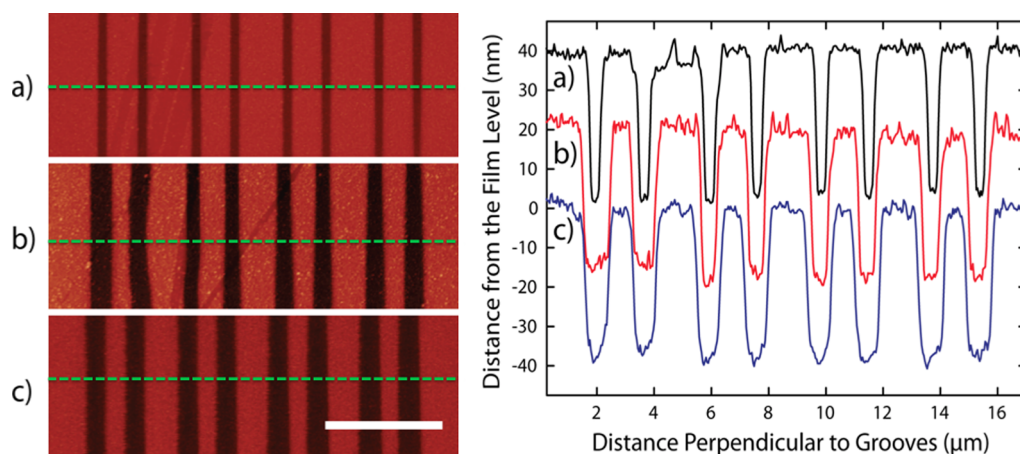 a)
b)
c)
Distance from the Film Level (nm)
40
30
20
10
0
-10
-20
-30
-40
a)
b)
c)
2 4 6 8 10 12 14 16
Distance Perpendicular to Grooves (μm)